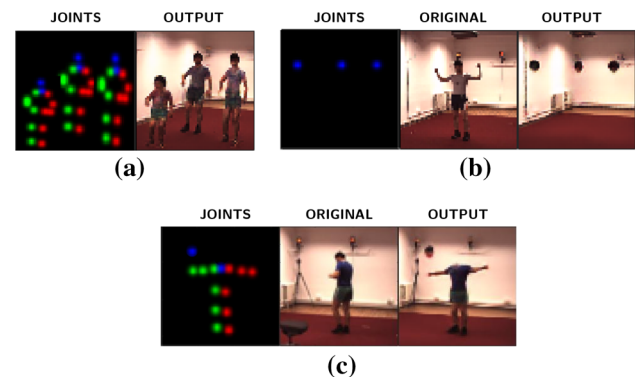 JOINTS OUTPUT JOINTS ORIGINAL OUTPUT
(a) (b)
JOINTS ORIGINAL OUTPUT
(c)